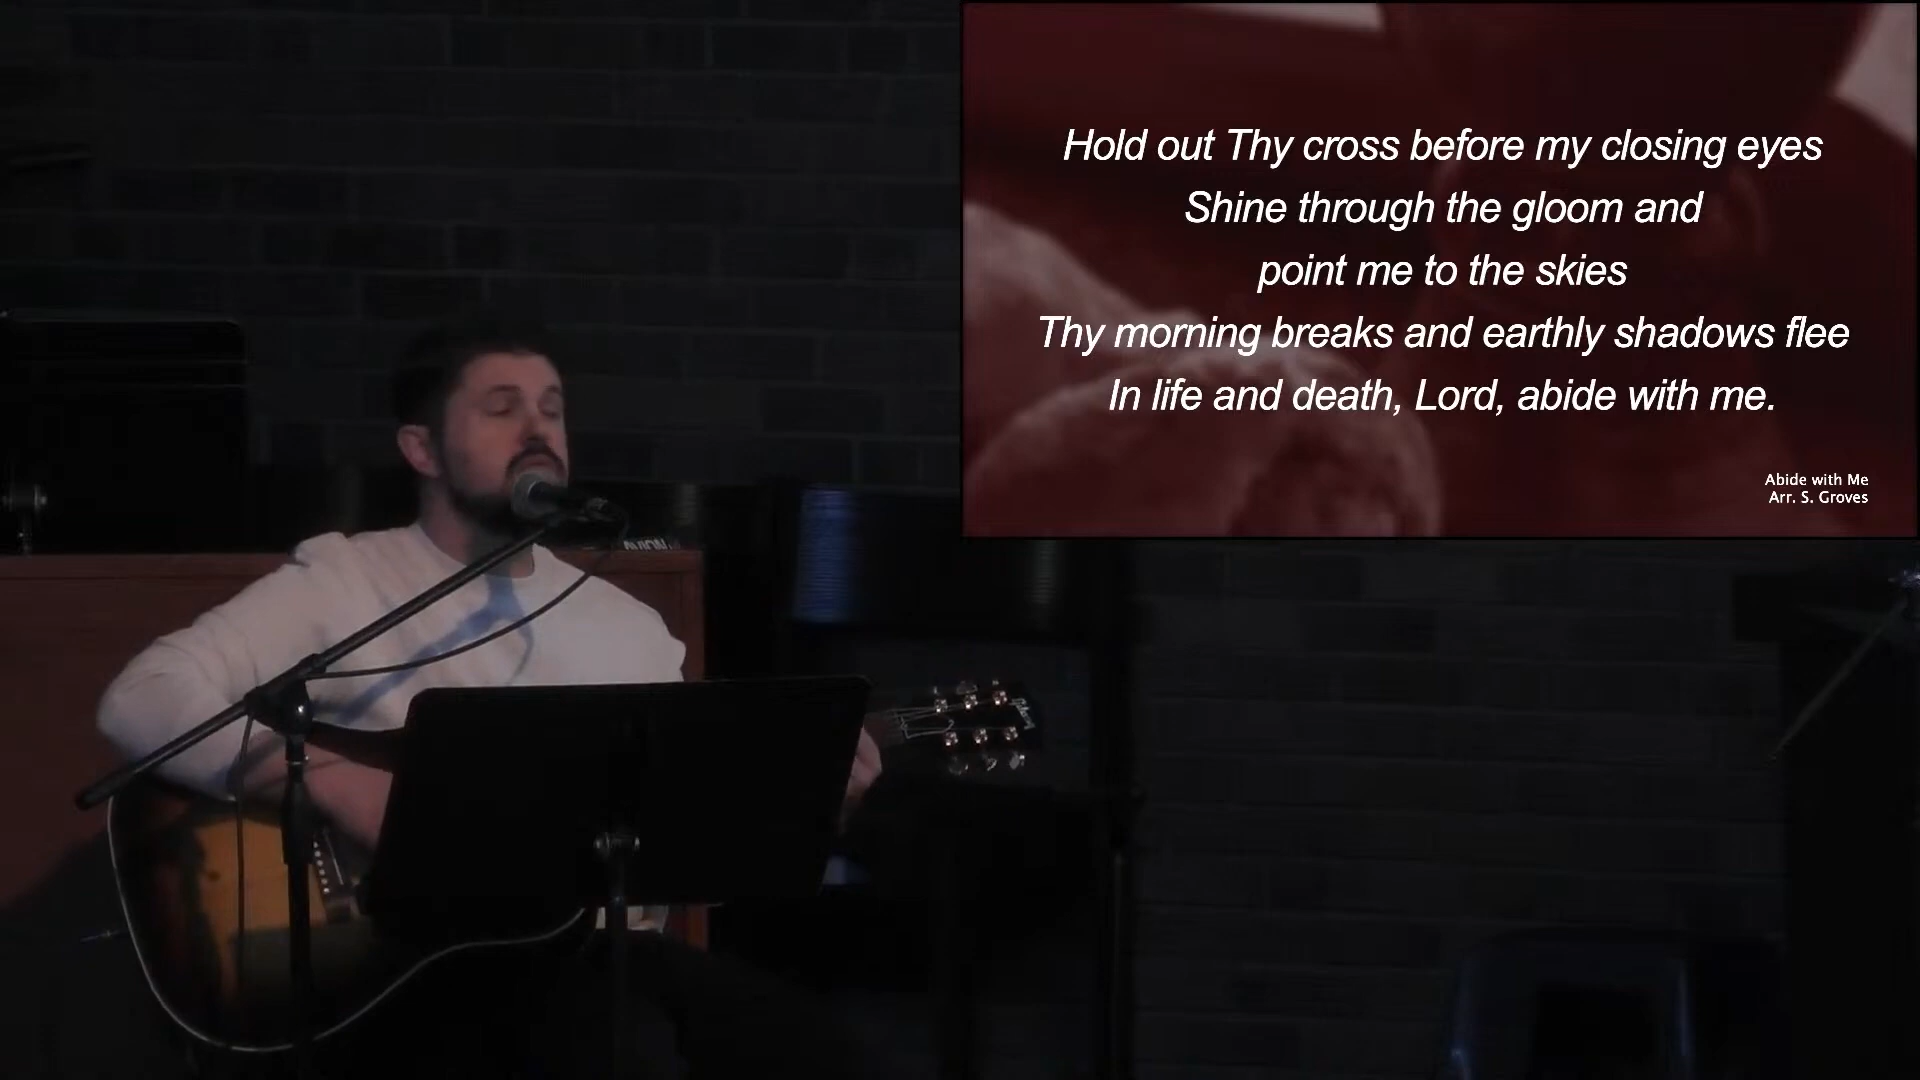 Hold out Thy cross before my closing eyes
Shine through the gloom and
point me to the skies
Thy morning breaks and earthly shadows flee
In life and death, Lord, abide with me.
Abide with Me
Arr. S. Groves
Gibson